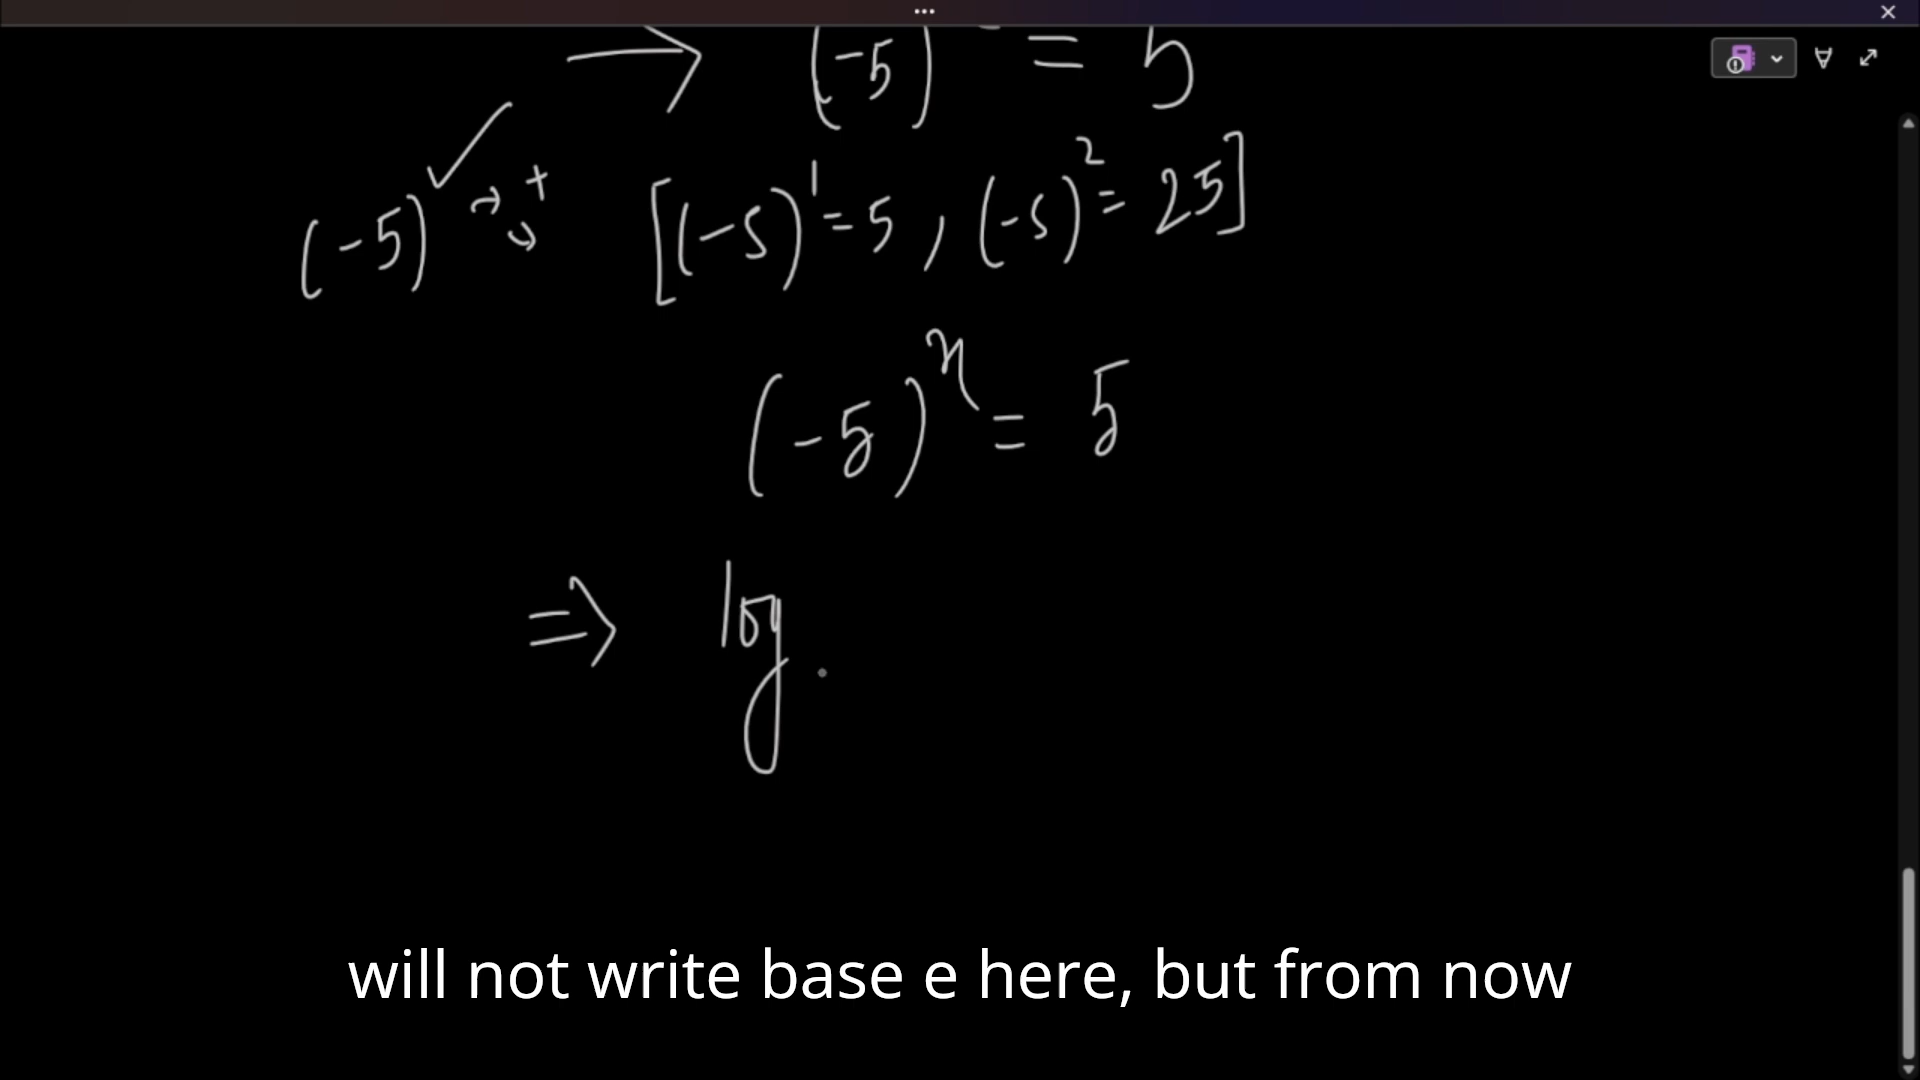 → (-5) = 5
(-5) → + [(-5)^1 = 5 , (-5)^2 = 25]
(-5)^x = 5
=> log
will not write base e here, but from now